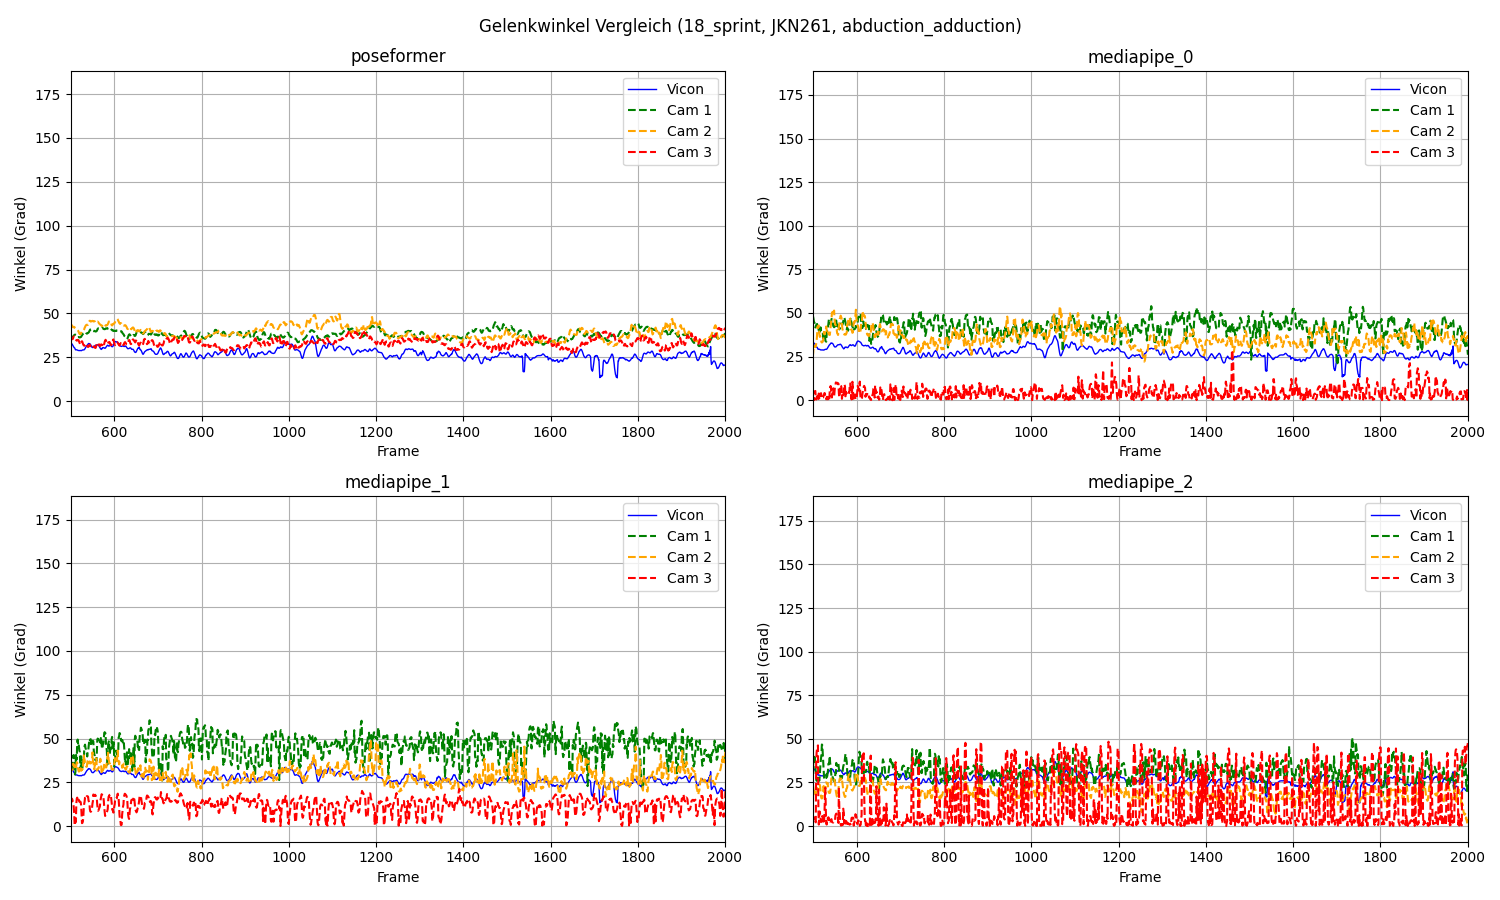 Gelenkwinkel Vergleich (18_sprint, JKN261, abduction_adduction)
poseformer
Winkel (Grad)
175
150
125
100
75
50
25
0
600 800 1000 1200 1400 1600 1800 2000
Frame
Vicon
Cam 1
Cam 2
Cam 3
mediapipe_0
Winkel (Grad)
175
150
125
100
75
50
25
0
600 800 1000 1200 1400 1600 1800 2000
Frame
Vicon
Cam 1
Cam 2
Cam 3
mediapipe_1
Winkel (Grad)
175
150
125
100
75
50
25
0
600 800 1000 1200 1400 1600 1800 2000
Frame
Vicon
Cam 1
Cam 2
Cam 3
mediapipe_2
Winkel (Grad)
175
150
125
100
75
50
25
0
600 800 1000 1200 1400 1600 1800 2000
Frame
Vicon
Cam 1
Cam 2
Cam 3